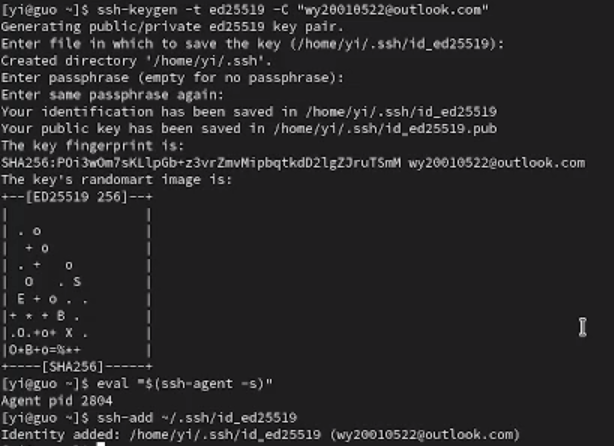 [yi@guo ~]$ ssh-keygen -t ed25519 -C "wy20010522@outlook.com"
Generating public/private ed25519 key pair.
Enter file in which to save the key (/home/yi/.ssh/id_ed25519):
Created directory '/home/yi/.ssh'.
Enter passphrase (empty for no passphrase):
Enter same passphrase again:
Your identification has been saved in /home/yi/.ssh/id_ed25519
Your public key has been saved in /home/yi/.ssh/id_ed25519.pub
The key fingerprint is:
SHA256:POi3wOm7sKLlpGb+z3vrZmvMipbqtkdD2lgZJruTSmM wy20010522@outlook.com
The key's randomart image is:
+--[ED25519 256]--+
|                 |
| . o             |
|  + o            |
| . +   o         |
|  O   . S        |
| E + o . .       |
|+ * + B .        |
|.O.+o+ X .       |
|O*B+o=%*+        |
+----[SHA256]-----+
[yi@guo ~]$ eval "$(ssh-agent -s)"
Agent pid 2804
[yi@guo ~]$ ssh-add ~/.ssh/id_ed25519
Identity added: /home/yi/.ssh/id_ed25519 (wy20010522@outlook.com)